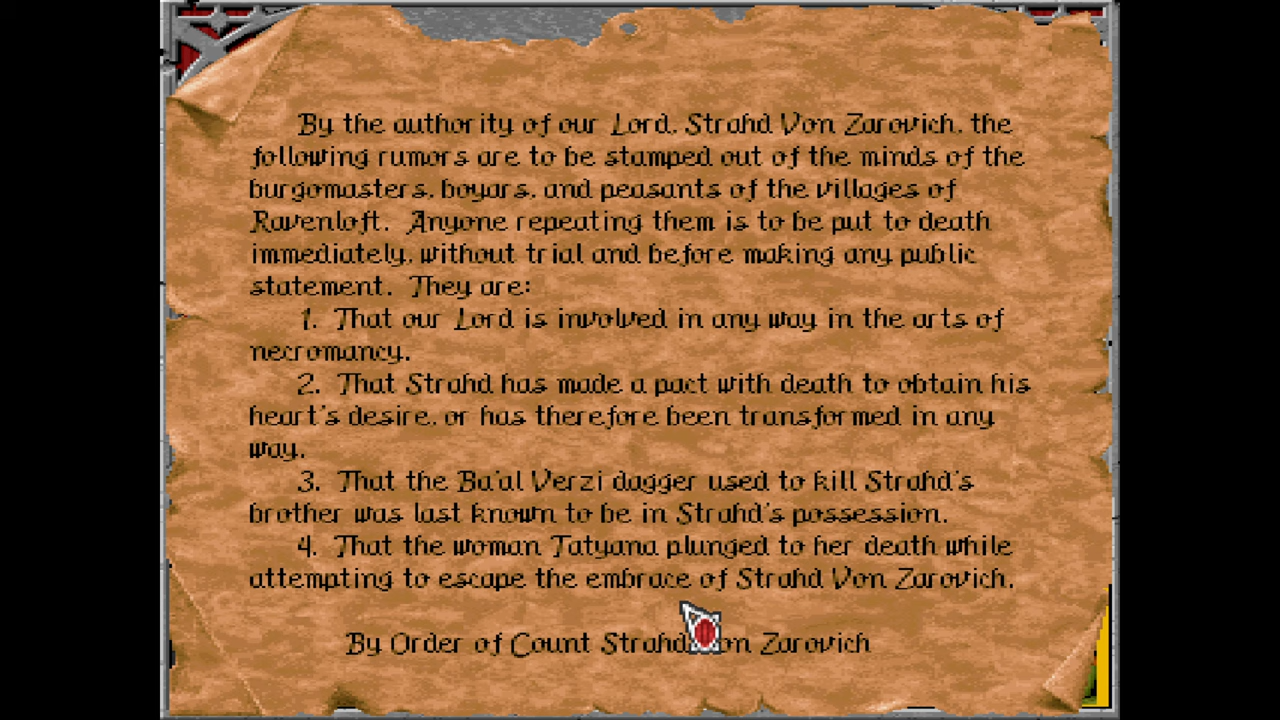 By the authority of our Lord, Strahd Von Zarovich, the
following rumors are to be stamped out of the minds of the
burgomasters, boyars, and peasants of the villages of
Ravenloft. Anyone repeating them is to be put to death
immediately, without trial and before making any public
statement. They are:
1. That our Lord is involved in any way in the arts of
necromancy.
2. That Strahd has made a pact with death to obtain his
heart's desire, or has therefore been transformed in any
way.
3. That the Ba'al Verzi dagger used to kill Strahd's
brother was last known to be in Strahd's possession.
4. That the woman Tatyana plunged to her death while
attempting to escape the embrace of Strahd Von Zarovich.
By Order of Count Strahd Von Zarovich